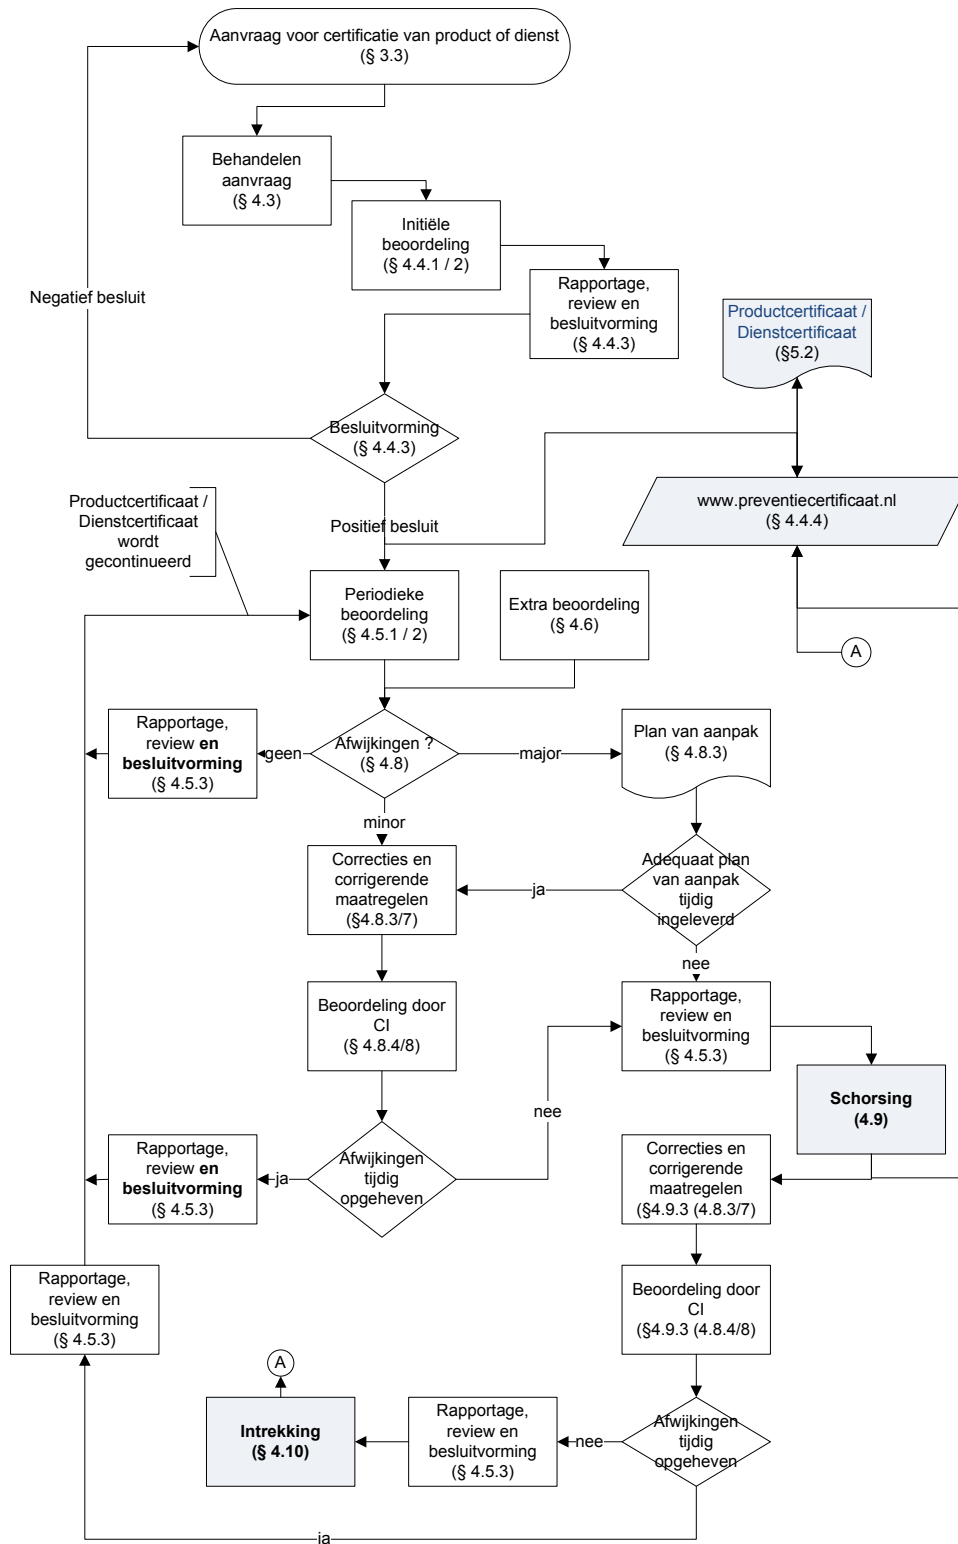 Aanvraag voor certificatie van product of dienst
(§ 3.3)
Behandelen
aanvraag
(§ 4.3)
Initiële
beoordeling
(§ 4.4.1 / 2)
Negatief besluit
Rapportage,
review en
besluitvorming
(§ 4.4.3)
Productcertificaat /
Dienstcertificaat
(§5.2)
Besluitvorming
(§ 4.4.3)
Productcertificaat /
Dienstcertificaat
wordt
gecontinueerd
www.preventiecertificaat.nl
(§ 4.4.4)
Positief besluit
Periodieke
beoordeling
(§ 4.5.1 / 2)
Extra beoordeling
(§ 4.6)
A
Rapportage,
review en
besluitvorming
(§ 4.5.3)
geen
Afwijkingen ?
(§ 4.8)
major
Plan van aanpak
(§ 4.8.3)
minor
Correcties en
corrigerende
maatregelen
(§4.8.3/7)
ja
Adequaat plan
van aanpak
tijdig
ingeleverd
nee
Beoordeling door
CI
(§ 4.8.4/8)
Rapportage,
review en
besluitvorming
(§ 4.5.3)
Schorsing
(4.9)
nee
Rapportage,
review en
besluitvorming
(§ 4.5.3)
ja
Afwijkingen
tijdig
opgeheven
Correcties en
corrigerende
maatregelen
(§4.9.3 (4.8.3/7)
Rapportage,
review en
besluitvorming
(§ 4.5.3)
Beoordeling door
CI
(§4.9.3 (4.8.4/8)
A
Intrekking
(§ 4.10)
Rapportage,
review en
besluitvorming
(§ 4.5.3)
nee
Afwijkingen
tijdig
opgeheven
ja